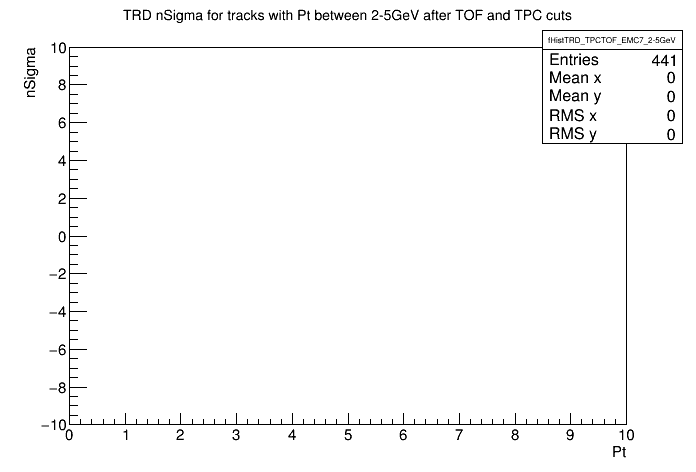 TRD nSigma for tracks with Pt between 2-5GeV after TOF and TPC cuts
fHistTRD_TPCTOF_EMC7_2-5GeV
Entries 441
Mean x 0
Mean y 0
RMS x 0
RMS y 0
nSigma
10
8
6
4
2
0
−2
−4
−6
−8
−10
0 1 2 3 4 5 6 7 8 9 10
Pt